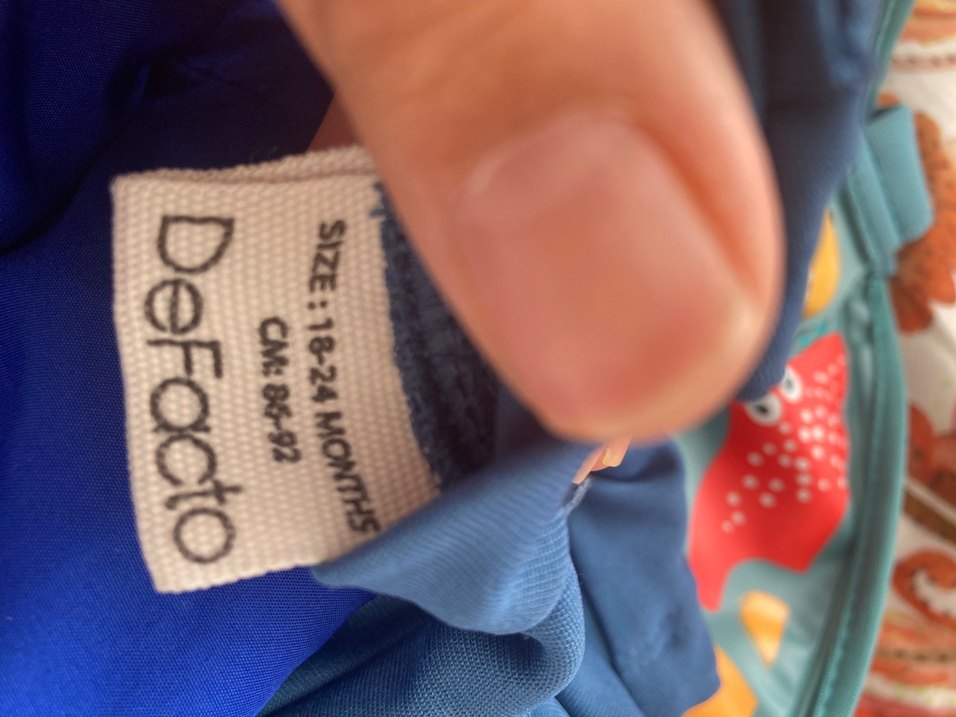 SIZE: 18-24 MONTHS
CM: 86-92
DeFacto